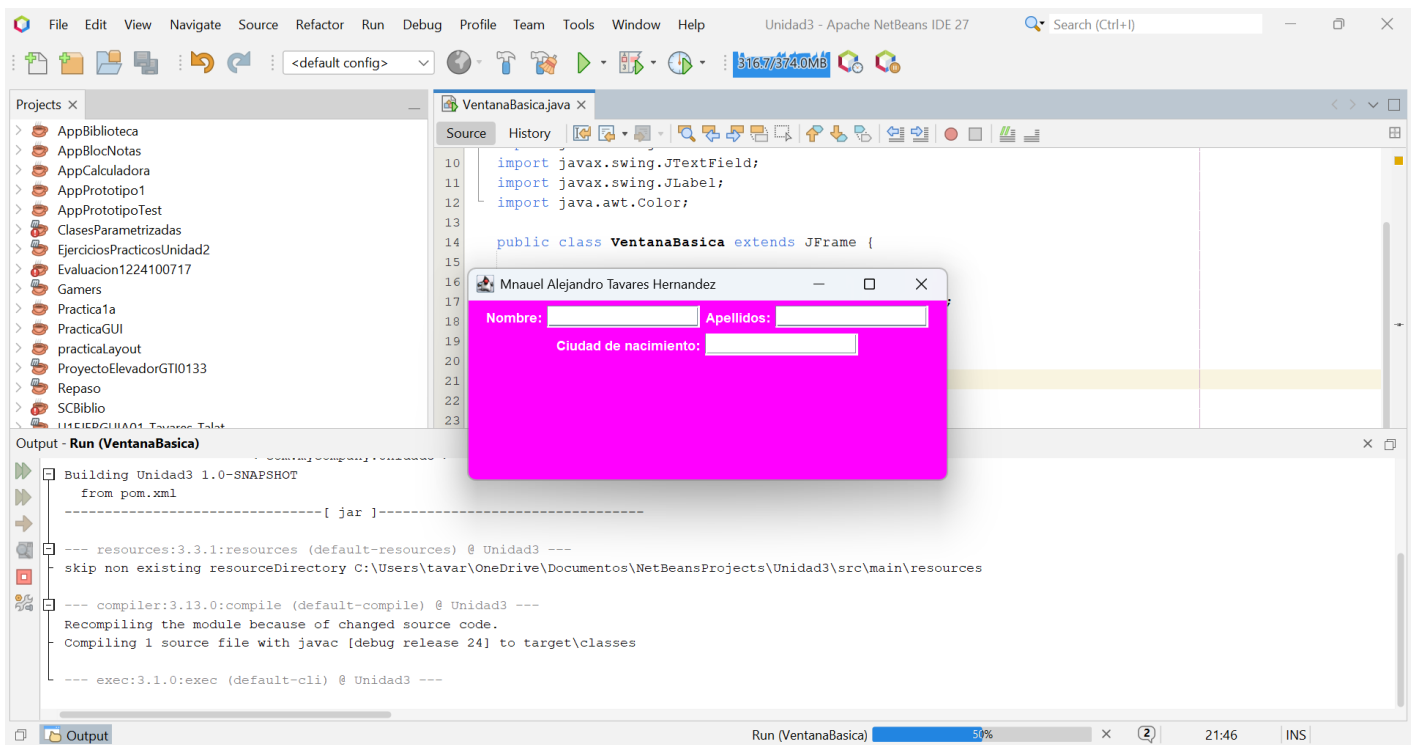 File Edit View Navigate Source Refactor Run Debug Profile Team Tools Window Help Unidad3 - Apache NetBeans IDE 27 Search (Ctrl+I)
<default config> 316.7/374.0MB
Projects
AppBiblioteca
AppBlocNotas
AppCalculadora
AppPrototipo1
AppPrototipoTest
ClasesParametrizadas
EjerciciosPracticosUnidad2
Evaluacion1224100717
Gamers
Practica1a
PracticaGUI
practicaLayout
ProyectoElevadorGTI0133
Repaso
SCBiblio
U1EJERGUIA01_Tavares_Talat
VentanaBasica.java
Source History
10 import javax.swing.JTextField;
11 import javax.swing.JLabel;
12 import java.awt.Color;
13
14 public class VentanaBasica extends JFrame {
15
16
17 ;
18
19
20
21
22
23
Mnauel Alejandro Tavares Hernandez
Nombre: Apellidos:
Ciudad de nacimiento:
Output - Run (VentanaBasica)
Building Unidad3 1.0-SNAPSHOT
from pom.xml
--------------------------------[ jar ]---------------------------------
--- resources:3.3.1:resources (default-resources) @ Unidad3 ---
skip non existing resourceDirectory C:\Users\tavar\OneDrive\Documentos\NetBeansProjects\Unidad3\src\main\resources
--- compiler:3.13.0:compile (default-compile) @ Unidad3 ---
Recompiling the module because of changed source code.
Compiling 1 source file with javac [debug release 24] to target\classes
--- exec:3.1.0:exec (default-cli) @ Unidad3 ---
Output Run (VentanaBasica) 50% 2 21:46 INS